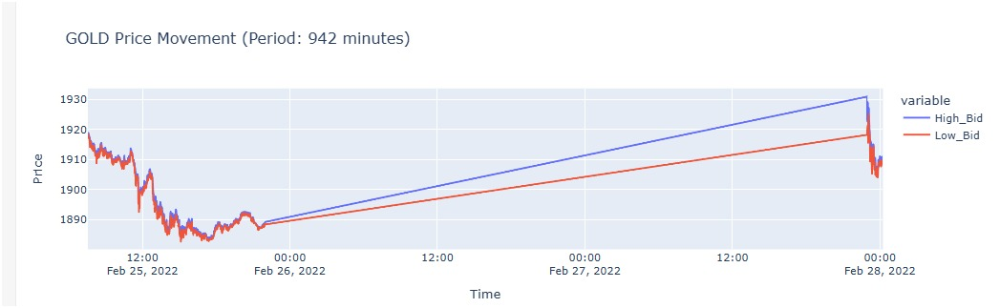 GOLD Price Movement (Period: 942 minutes)
1930
1920
1910
1900
1890
Price
12:00
Feb 25, 2022
00:00
Feb 26, 2022
12:00
00:00
Feb 27, 2022
12:00
00:00
Feb 28, 2022
Time
variable
High_Bid
Low_Bid